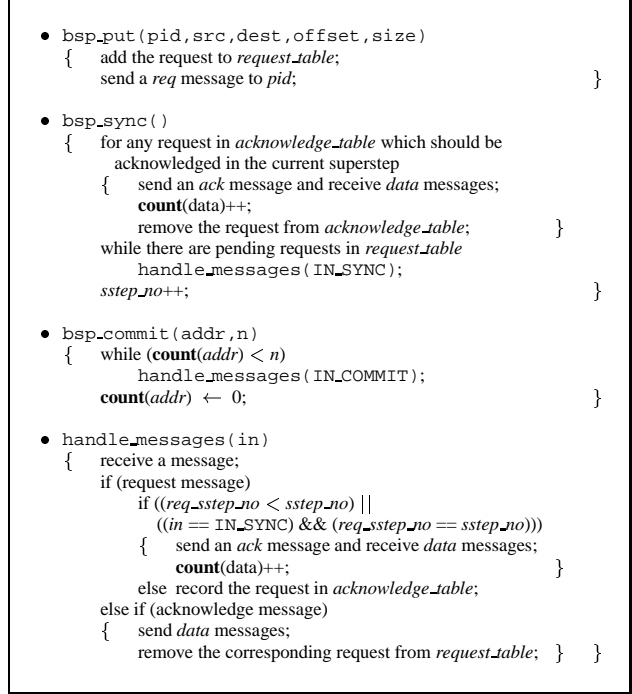 • bsp_put(pid,src,dest,offset,size)
{ add the request to request_table;
send a req message to pid; }
• bsp_sync()
{ for any request in acknowledge_table which should be
acknowledged in the current superstep
{ send an ack message and receive data messages;
count(data)++;
remove the request from acknowledge_table; }
while there are pending requests in request_table
handle_messages(IN_SYNC);
sstep_no++; }
• bsp_commit(addr,n)
{ while (count(addr) < n)
handle_messages(IN_COMMIT);
count(addr) ← 0; }
• handle_messages(in)
{ receive a message;
if (request message)
if ((req_sstep_no < sstep_no) ||
((in == IN_SYNC) && (req_sstep_no == sstep_no)))
{ send an ack message and receive data messages;
count(data)++; }
else record the request in acknowledge_table;
else if (acknowledge message)
{ send data messages;
remove the corresponding request from request_table; } }